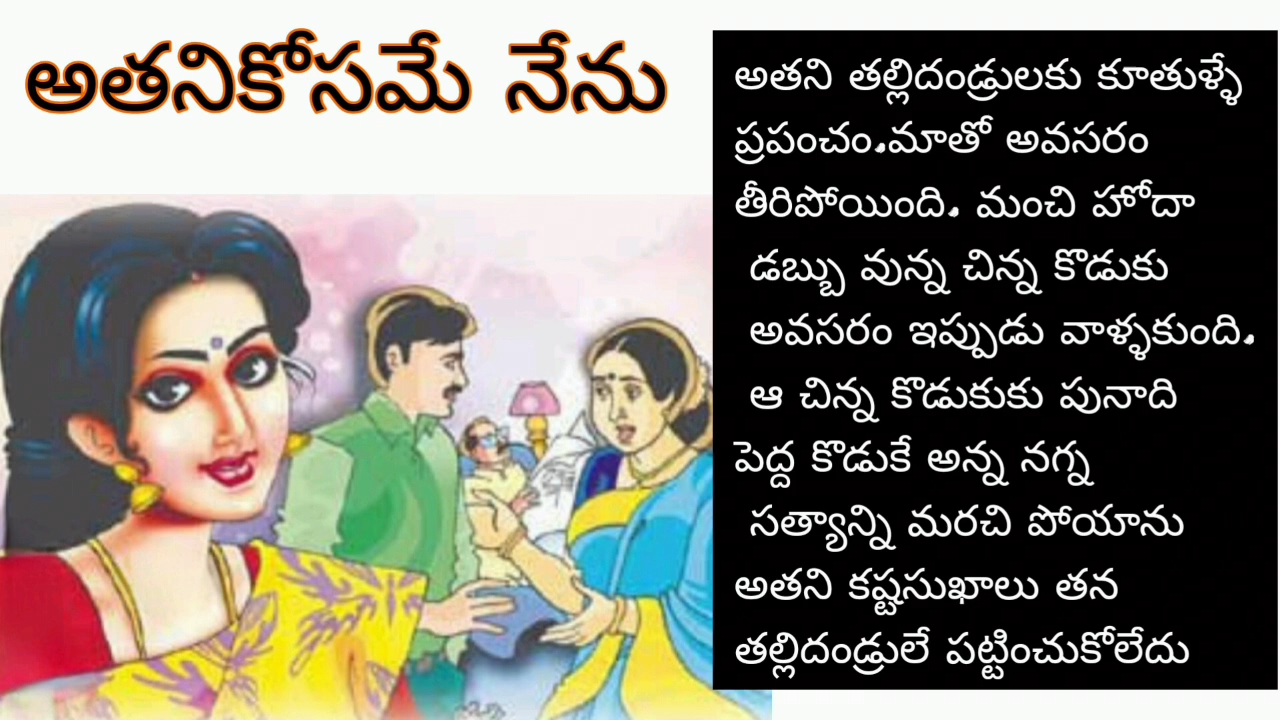 అతనికోసమే నేను
అతని తల్లిదండ్రులకు కూతుళ్ళే
ప్రపంచం.మాతో అవసరం
తీరిపోయింది. మంచి హోదా
డబ్బు వున్న చిన్న కొడుకు
అవసరం ఇప్పుడు వాళ్ళకుంది.
ఆ చిన్న కొడుకుకు పునాది
పెద్ద కొడుకే అన్న నగ్న
సత్యాన్ని మరచి పోయాను
అతని కష్టసుఖాలు తన
తల్లిదండ్రులే పట్టించుకోలేదు